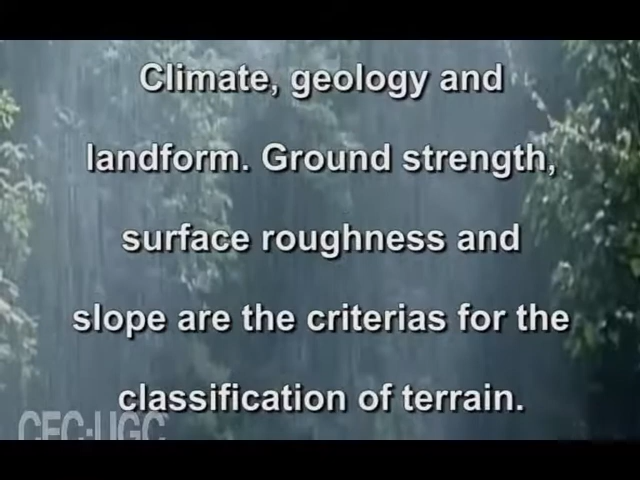 Climate, geology and
landform. Ground strength,
surface roughness and
slope are the criterias for the
classification of terrain.
CEC-UGC